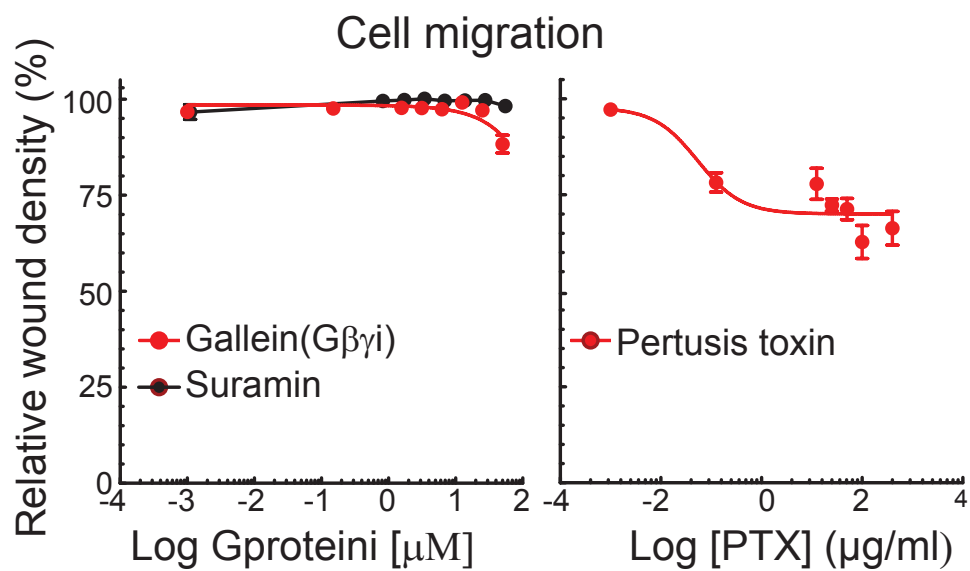 Cell migration
Relative wound density (%)
100
75
50
25
0
Gallein(Gβγi)
Suramin
-4 -3 -2 -1 0 1 2
Log Gproteini [μM]
Pertusis toxin
-4 -2 0 2 4
Log [PTX] (μg/ml)